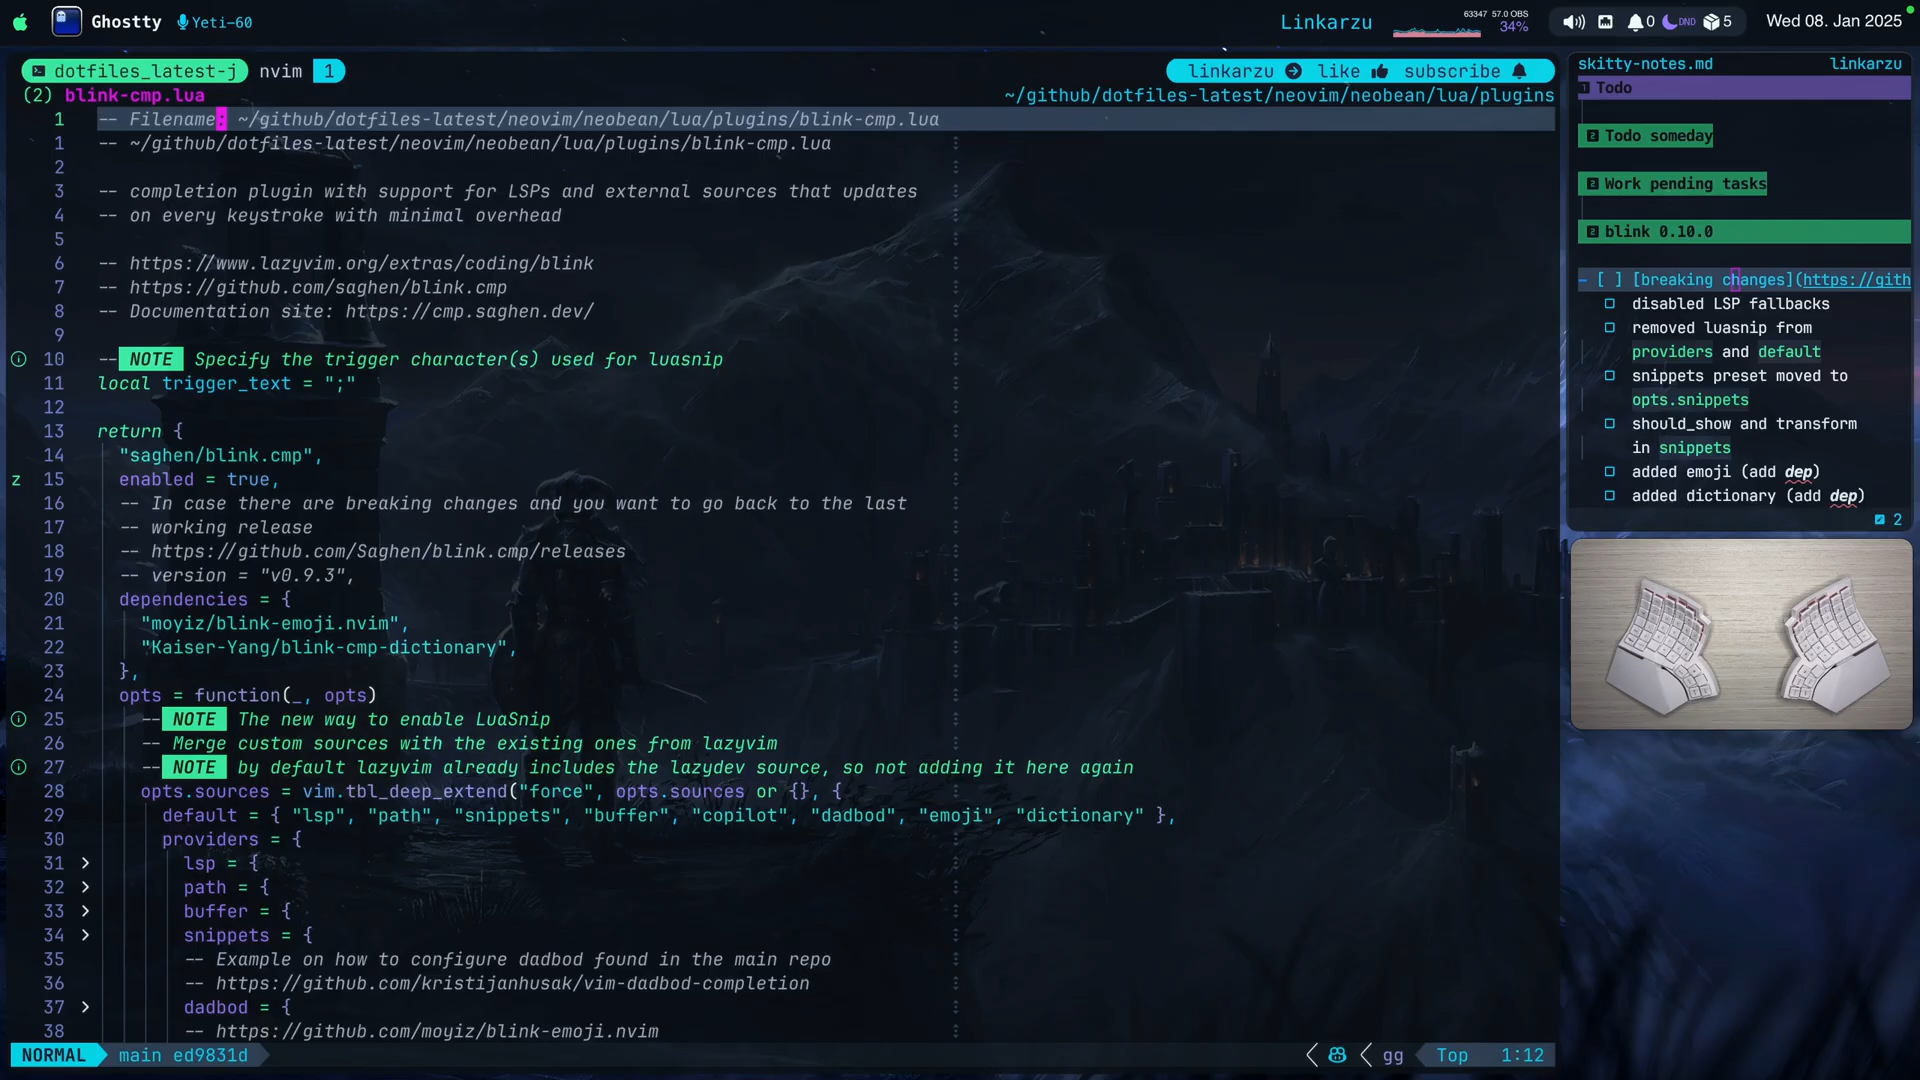 Ghostty Yeti-60 Linkarzu 63347 57.0 OBS 34% 0 DND 5 Wed 08. Jan 2025
dotfiles_latest-j nvim 1 linkarzu like subscribe
(2) blink-cmp.lua ~/github/dotfiles-latest/neovim/neobean/lua/plugins
1 -- Filename: ~/github/dotfiles-latest/neovim/neobean/lua/plugins/blink-cmp.lua
1 -- ~/github/dotfiles-latest/neovim/neobean/lua/plugins/blink-cmp.lua
2
3 -- completion plugin with support for LSPs and external sources that updates
4 -- on every keystroke with minimal overhead
5
6 -- https://www.lazyvim.org/extras/coding/blink
7 -- https://github.com/saghen/blink.cmp
8 -- Documentation site: https://cmp.saghen.dev/
9
10 -- NOTE Specify the trigger character(s) used for luasnip
11 local trigger_text = ";"
12
13 return {
14 "saghen/blink.cmp",
z 15 enabled = true,
16 -- In case there are breaking changes and you want to go back to the last
17 -- working release
18 -- https://github.com/Saghen/blink.cmp/releases
19 -- version = "v0.9.3",
20 dependencies = {
21 "moyiz/blink-emoji.nvim",
22 "Kaiser-Yang/blink-cmp-dictionary",
23 },
24 opts = function(_, opts)
25 -- NOTE The new way to enable LuaSnip
26 -- Merge custom sources with the existing ones from lazyvim
27 -- NOTE by default lazyvim already includes the lazydev source, so not adding it here again
28 opts.sources = vim.tbl_deep_extend("force", opts.sources or {}, {
29 default = { "lsp", "path", "snippets", "buffer", "copilot", "dadbod", "emoji", "dictionary" },
30 providers = {
31 > lsp = {
32 > path = {
33 > buffer = {
34 > snippets = {
35 -- Example on how to configure dadbod found in the main repo
36 -- https://github.com/kristijanhusak/vim-dadbod-completion
37 > dadbod = {
38 -- https://github.com/moyiz/blink-emoji.nvim
NORMAL main ed9831d gg Top 1:12
skitty-notes.md linkarzu
1 Todo
2 Todo someday
2 Work pending tasks
2 blink 0.10.0
- [ ] [breaking changes](https://gith
disabled LSP fallbacks
removed luasnip from
providers and default
snippets preset moved to
opts.snippets
should_show and transform
in snippets
added emoji (add dep)
added dictionary (add dep)
2